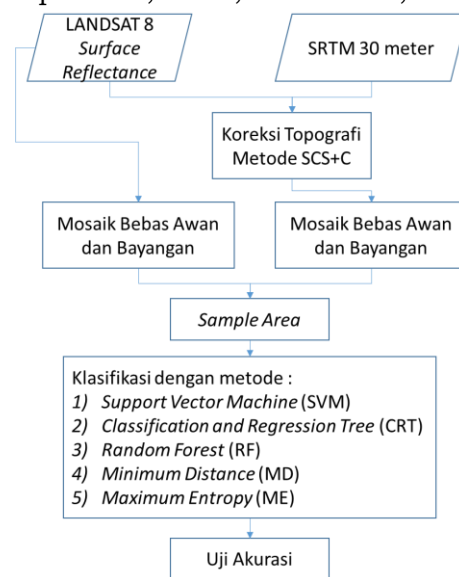 LANDSAT 8
Surface
Reflectance
SRTM 30 meter
Koreksi Topografi
Metode SCS+C
Mosaik Bebas Awan
dan Bayangan
Mosaik Bebas Awan
dan Bayangan
Sample Area
Klasifikasi dengan metode :
1) Support Vector Machine (SVM)
2) Classification and Regression Tree (CRT)
3) Random Forest (RF)
4) Minimum Distance (MD)
5) Maximum Entropy (ME)
Uji Akurasi